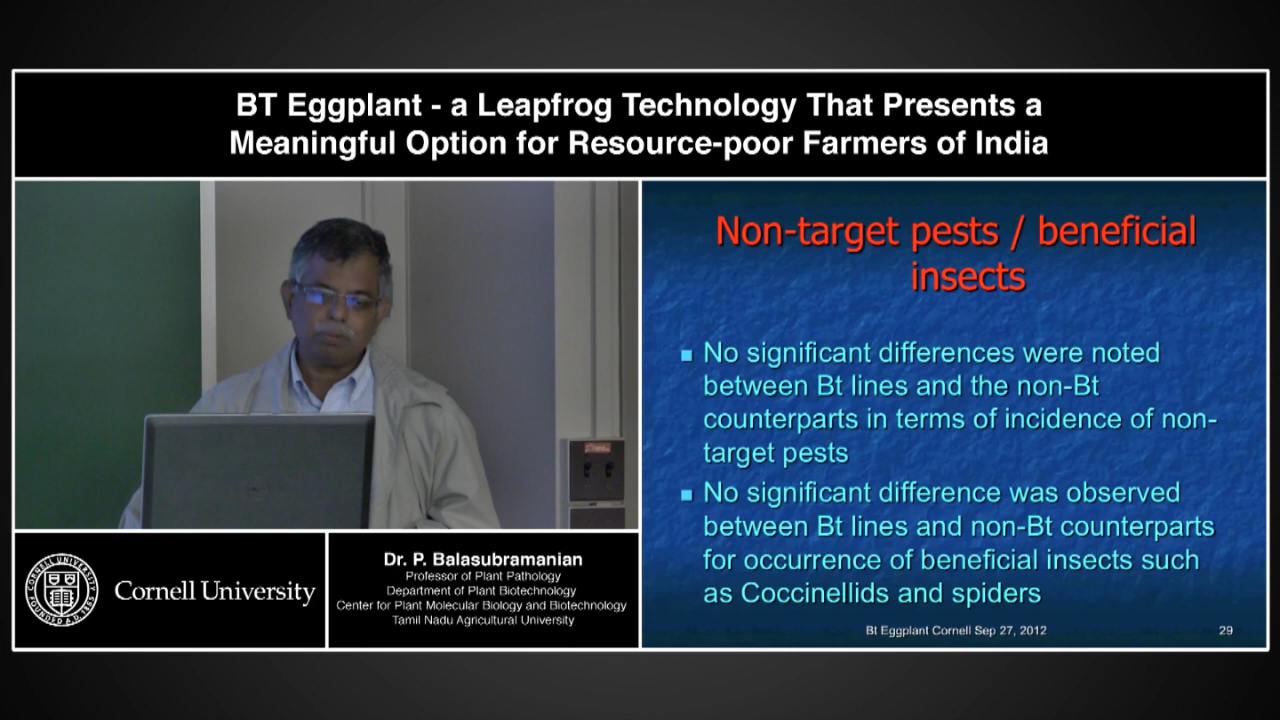 BT Eggplant - a Leapfrog Technology That Presents a
Meaningful Option for Resource-poor Farmers of India
Non-target pests / beneficial
insects
No significant differences were noted
between Bt lines and the non-Bt
counterparts in terms of incidence of non-
target pests
No significant difference was observed
between Bt lines and non-Bt counterparts
for occurrence of beneficial insects such
as Coccinellids and spiders
Bt Eggplant Cornell Sep 27, 2012
29
CORNELL UNIVERSITY
FOUNDED A.D.
Cornell University
Dr. P. Balasubramanian
Professor of Plant Pathology
Department of Plant Biotechnology
Center for Plant Molecular Biology and Biotechnology
Tamil Nadu Agricultural University